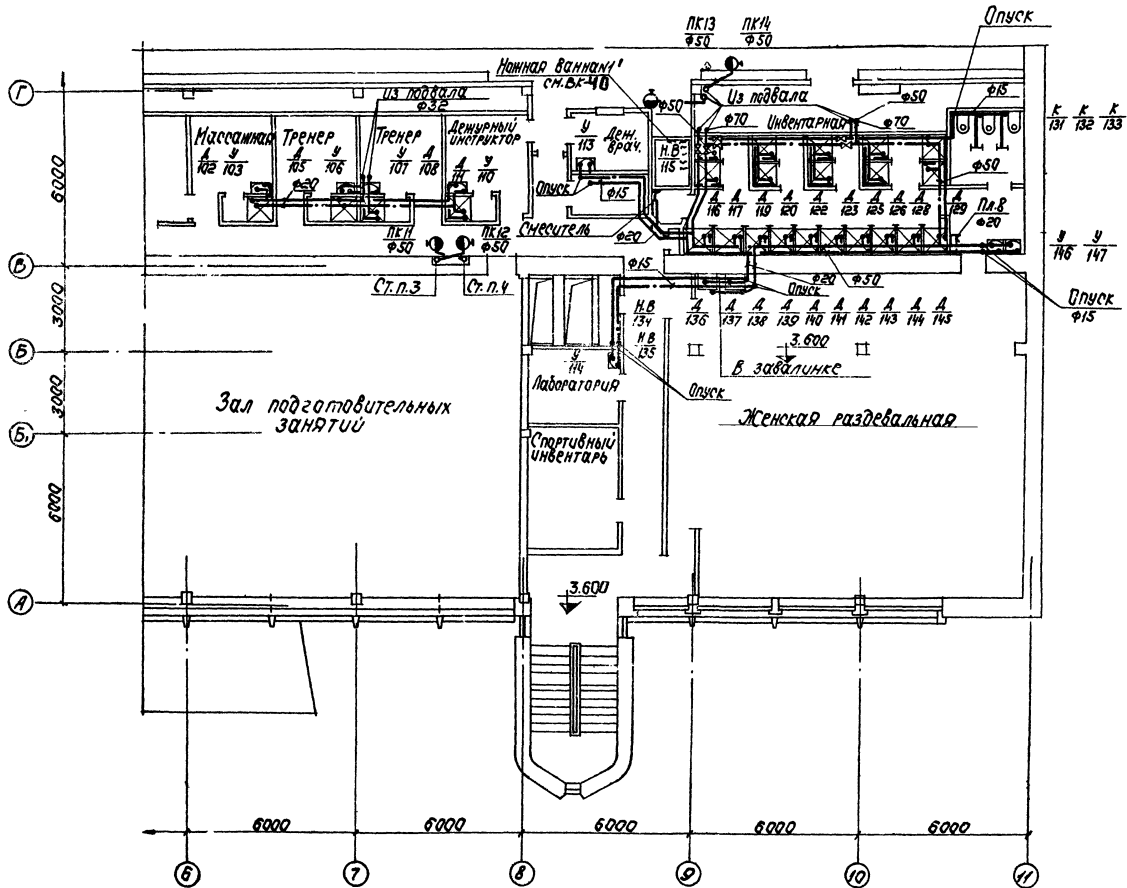 ПК13 ПК14
Ф50 Ф50
Опуск
Ножная ванна
см. ВК-40
Г
Из подвала
Ф32
Ф50
Из подвала
Ф50
Ф15
К К К
131 132 133
Массажная
Тренер
Тренер
Дежурный
инструктор
У
113
Деж.
врач.
Ф70
Инвентарная
Ф70
Н.В
115
Д У
102 103
Д У
105 106
У Д
107 108
Д У
111 110
Ф20
Опуск
Ф15
Ф50
6000
Д Д Д Д Д Д Д Д Д Д
116 117 119 120 122 123 125 126 128 129
Пл.8
Ф20
Смеситель
Ф20
ПК11 ПК12
Ф50 Ф50
У У
146 147
В
Ст.п.3 Ст.п.4
Ф15
Ф20
Ф50
Опуск
Опуск
Ф15
3000
Н.В
134
Д Д Д Д Д Д Д Д Д Д
136 137 138 139 140 141 142 143 144 145
Н.В
135
3.600
Б
У
114
В завалинке
Лаборатория
Опуск
3000
Зал подготовительных
занятий
Женская раздевальная
Б₁
Спортивный
инвентарь
6000
3.600
А
6000 6000 6000 6000 6000
6 7 8 9 10 11